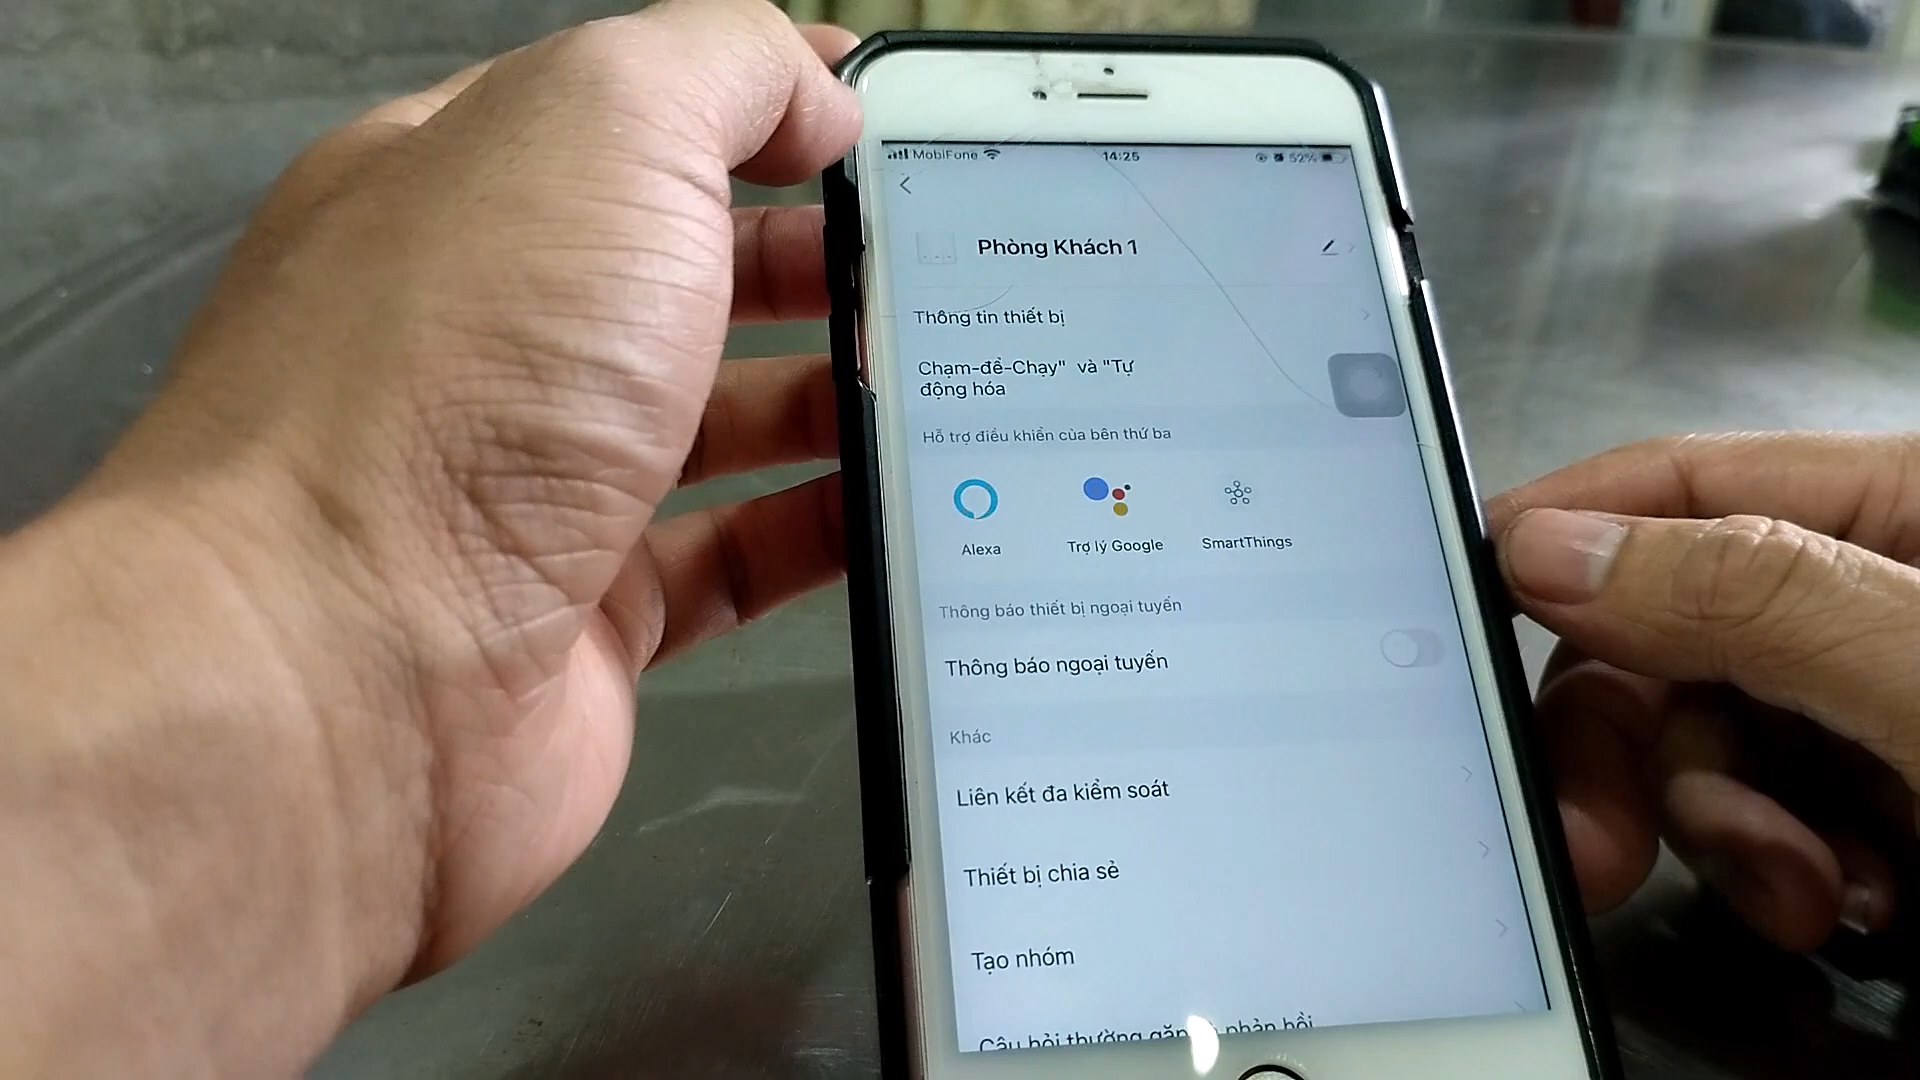 MobiFone
14:25
52%
Phòng Khách 1
Thông tin thiết bị
Chạm-để-Chạy" và "Tự
động hóa
Hỗ trợ điều khiển của bên thứ ba
Alexa
Trợ lý Google
SmartThings
Thông báo thiết bị ngoại tuyến
Thông báo ngoại tuyến
Khác
Liên kết đa kiểm soát
Thiết bị chia sẻ
Tạo nhóm
Câu hỏi thường gặp phản hồi